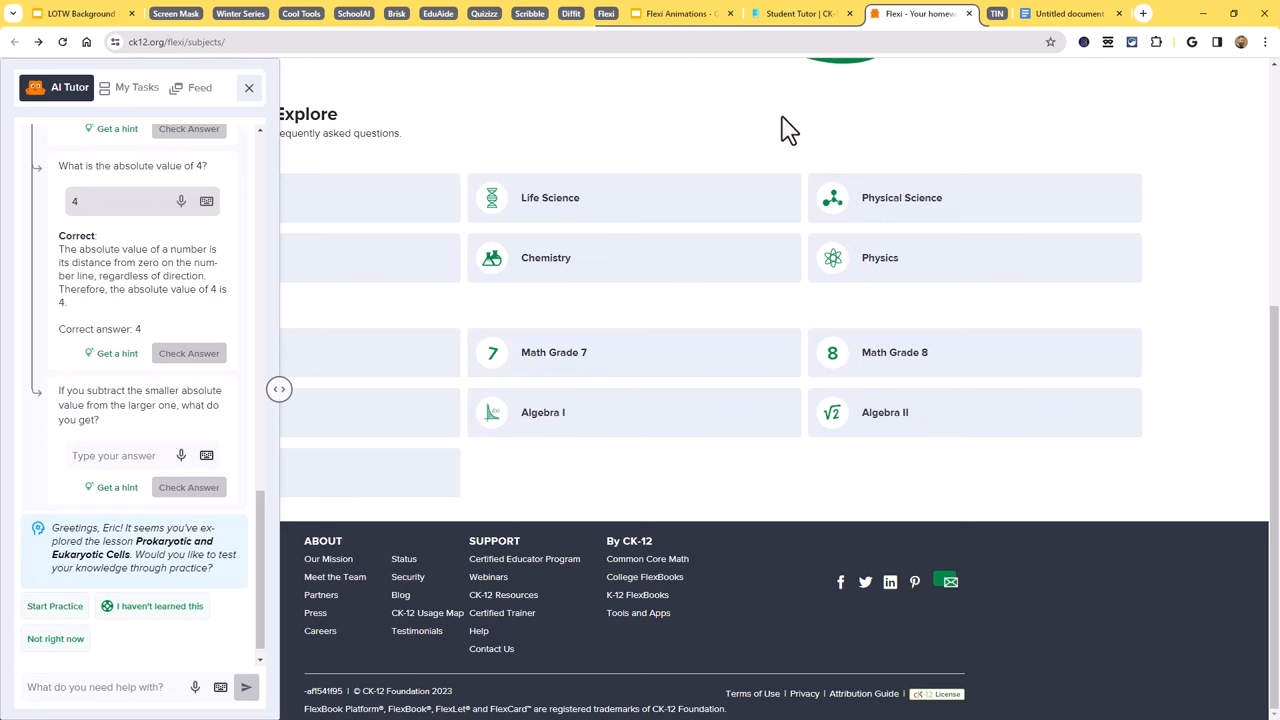 LOTW Background
Screen Mask
Winter Series
Cool Tools
SchoolAI
Brisk
EduAide
Quizizz
Scribble
Diffit
Flexi
Flexi Animations - G
Student Tutor | CK-
Flexi - Your homew
TIN
Untitled document
ck12.org/flexi/subjects/
AI Tutor
My Tasks
Feed
Get a hint
Check Answer
What is the absolute value of 4?
4
Correct:
The absolute value of a number is
its distance from zero on the num-
ber line, regardless of direction.
Therefore, the absolute value of 4 is
4.
Correct answer: 4
Get a hint
Check Answer
If you subtract the smaller absolute
value from the larger one, what do
you get?
Type your answer
Get a hint
Check Answer
Greetings, Eric! It seems you've ex-
plored the lesson Prokaryotic and
Eukaryotic Cells. Would you like to test
your knowledge through practice?
Start Practice
I haven't learned this
Not right now
What do you need help with?
Explore
equently asked questions.
Life Science
Physical Science
Chemistry
Physics
7 Math Grade 7
8 Math Grade 8
Algebra I
√2 Algebra II
ABOUT
Our Mission
Meet the Team
Partners
Press
Careers
Status
Security
Blog
CK-12 Usage Map
Testimonials
SUPPORT
Certified Educator Program
Webinars
CK-12 Resources
Certified Trainer
Help
Contact Us
By CK-12
Common Core Math
College FlexBooks
K-12 FlexBooks
Tools and Apps
-af1541f95 | © CK-12 Foundation 2023
FlexBook Platform®, FlexBook®, FlexLet® and FlexCard™ are registered trademarks of CK-12 Foundation.
Terms of Use | Privacy | Attribution Guide | cK-12 License